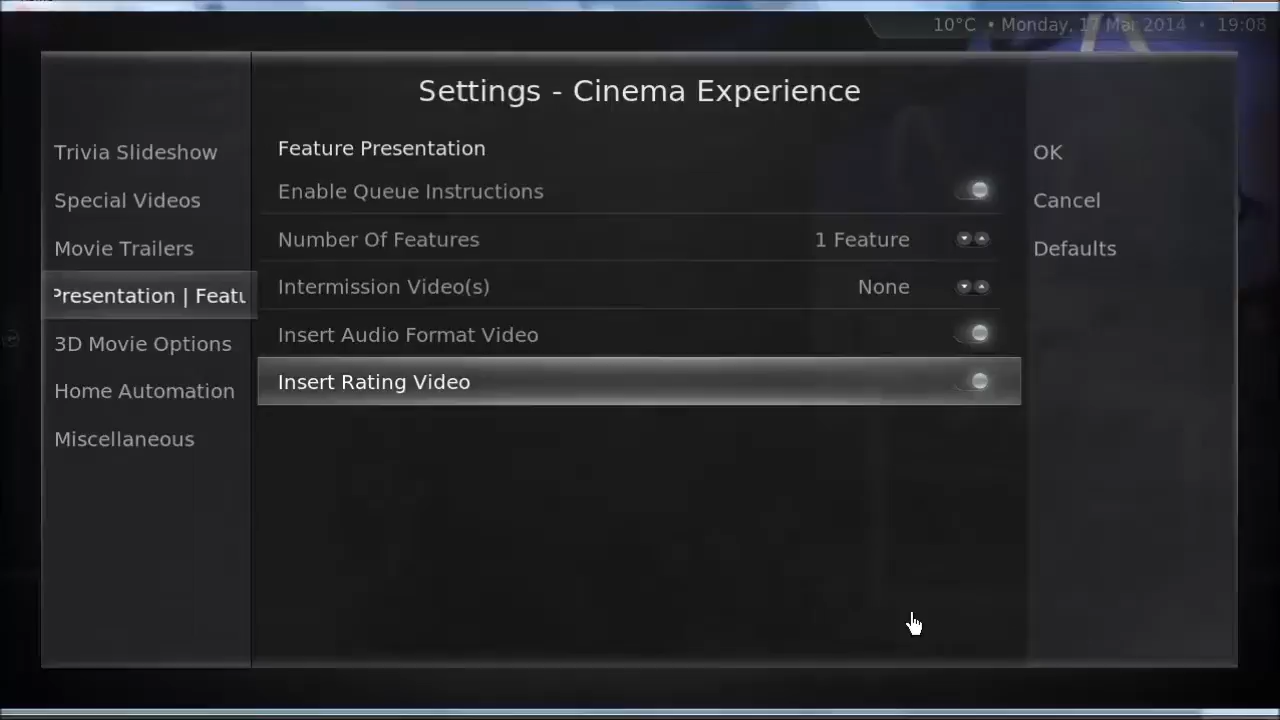 10°C • Monday, 17 Mar 2014 • 19:08
Settings - Cinema Experience
Trivia Slideshow
Special Videos
Movie Trailers
Presentation | Featu
3D Movie Options
Home Automation
Miscellaneous
Feature Presentation
Enable Queue Instructions
Number Of Features 1 Feature
Intermission Video(s) None
Insert Audio Format Video
Insert Rating Video
OK
Cancel
Defaults